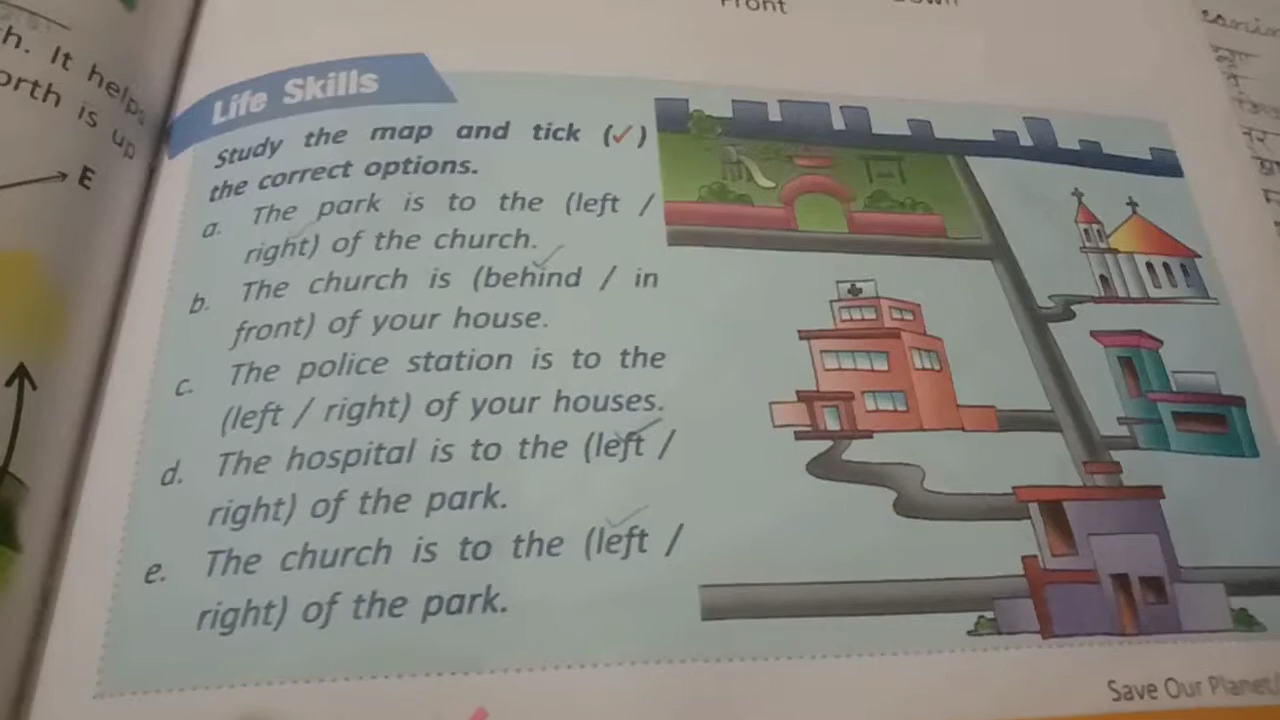 Front
h. It helps
orth is up
E
Life Skills
Study the map and tick (✓)
the correct options.
a. The park is to the (left /
right) of the church.
b. The church is (behind / in
front) of your house.
c. The police station is to the
(left / right) of your houses.
d. The hospital is to the (left /
right) of the park.
e. The church is to the (left /
right) of the park.
Save Our Planet